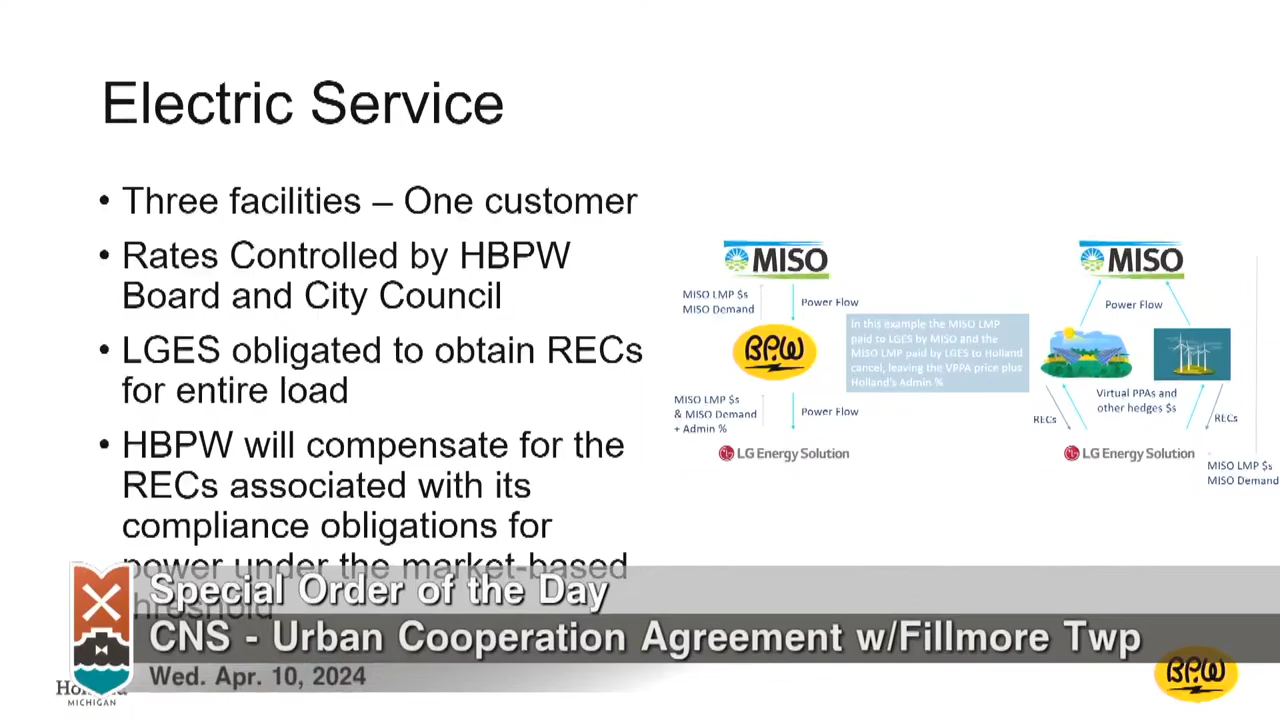 Electric Service
• Three facilities – One customer
• Rates Controlled by HBPW
Board and City Council
• LGES obligated to obtain RECs
for entire load
• HBPW will compensate for the
RECs associated with its
compliance obligations for
power under the market-based
threshold
MISO
MISO LMP $s
MISO Demand
Power Flow
BPW
MISO LMP $s
& MISO Demand
+ Admin %
Power Flow
LG Energy Solution
In this example the MISO LMP
paid to LGES by MISO and the
MISO LMP paid by LGES to Holland
cancel, leaving the VPPA price plus
Holland's Admin %
MISO
Power Flow
Virtual PPAs and
other hedges $s
RECs
RECs
LG Energy Solution
MISO LMP $s
MISO Demand
Special Order of the Day
CNS - Urban Cooperation Agreement w/Fillmore Twp
Wed. Apr. 10, 2024
MICHIGAN
BPW